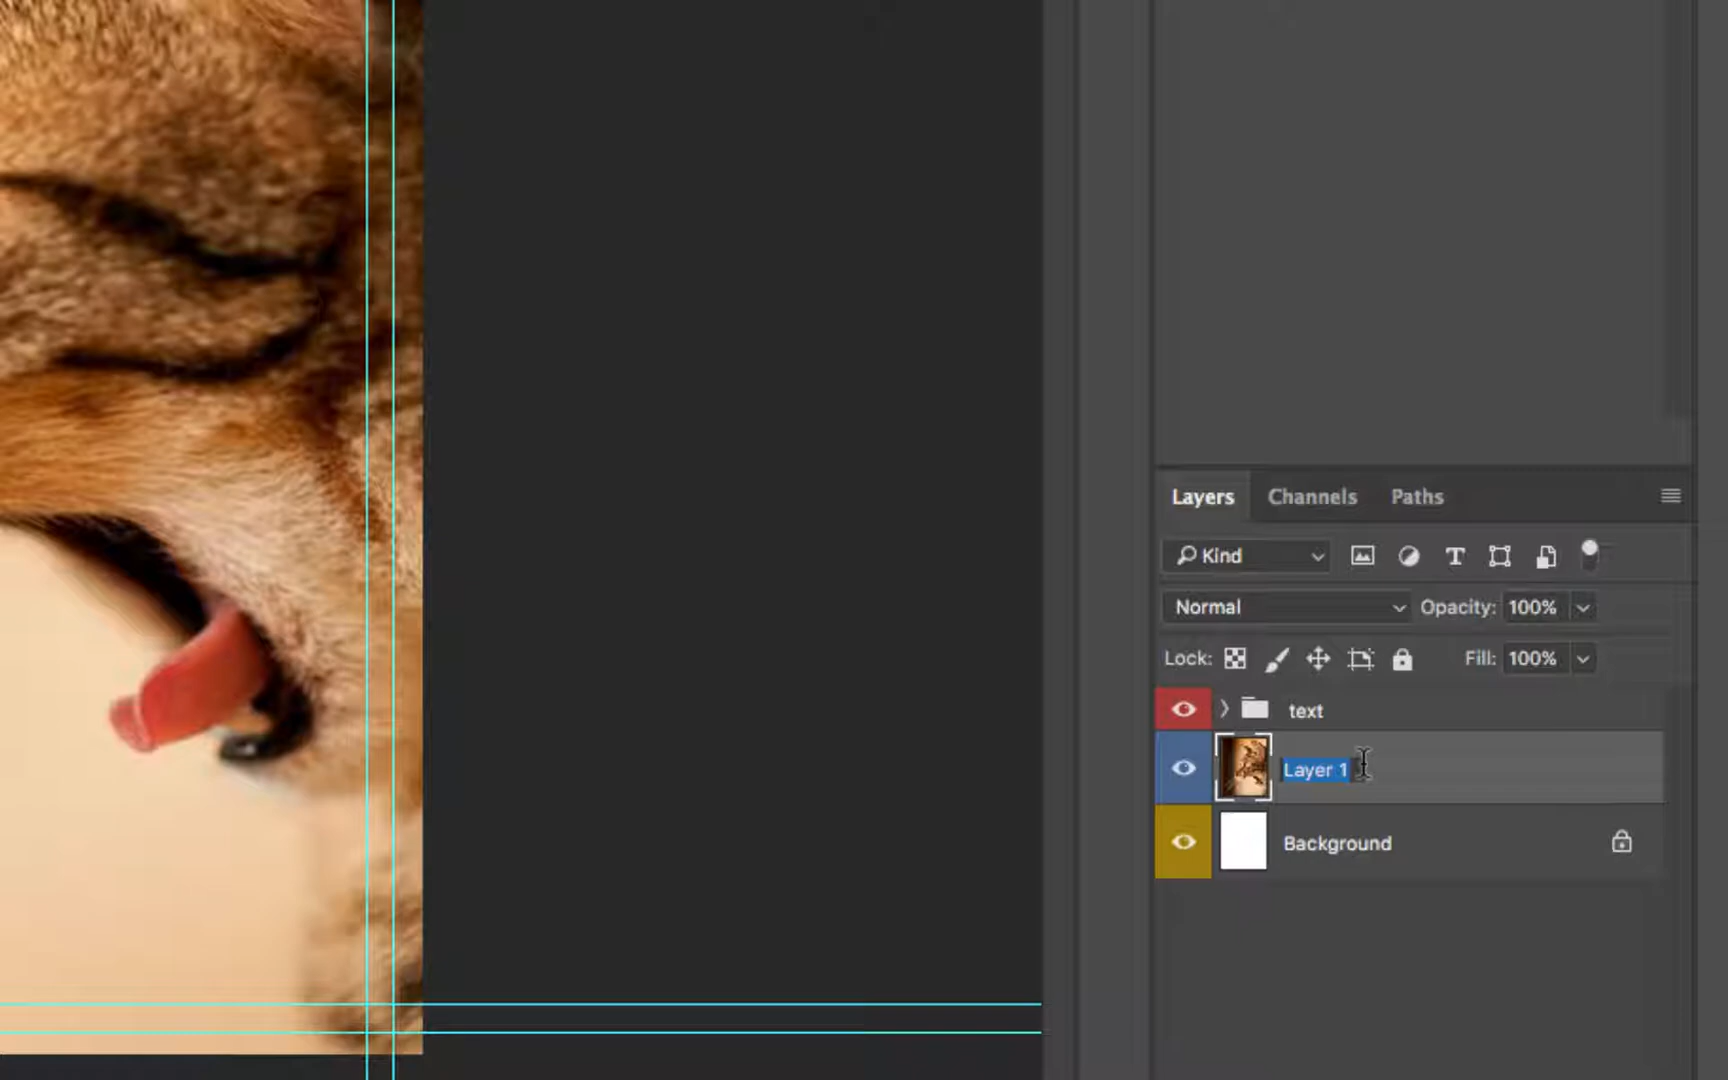 Layers Channels Paths
Kind T
Normal Opacity: 100%
Lock: Fill: 100%
text
Layer 1
Background